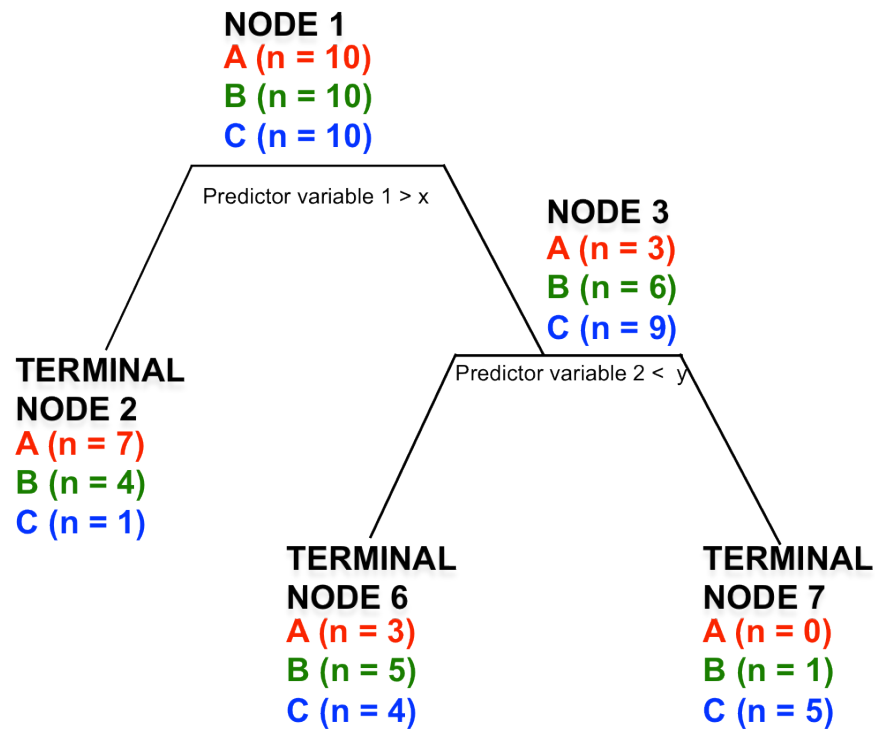 NODE 1
A (n = 10)
B (n = 10)
C (n = 10)
Predictor variable 1 > x
NODE 3
A (n = 3)
B (n = 6)
C (n = 9)
Predictor variable 2 < y
TERMINAL
NODE 2
A (n = 7)
B (n = 4)
C (n = 1)
TERMINAL
NODE 6
A (n = 3)
B (n = 5)
C (n = 4)
TERMINAL
NODE 7
A (n = 0)
B (n = 1)
C (n = 5)